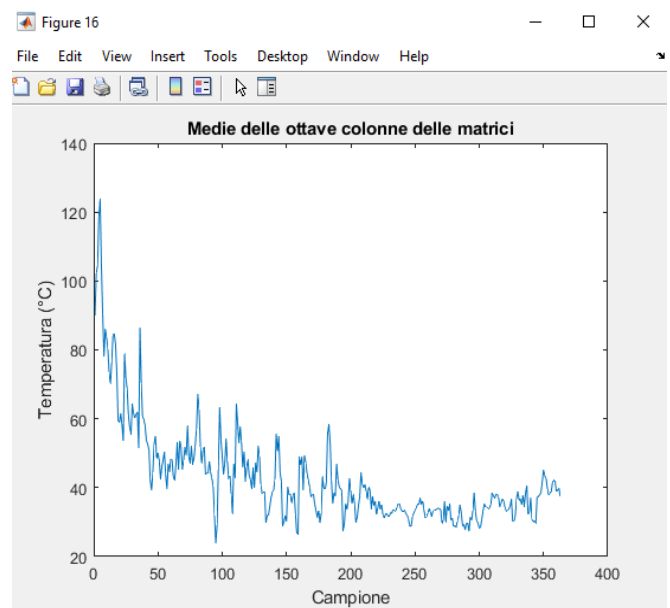 Figure 16
File Edit View Insert Tools Desktop Window Help
Medie delle ottave colonne delle matrici
140
120
100
80
60
40
20
Temperatura (°C)
0 50 100 150 200 250 300 350 400
Campione